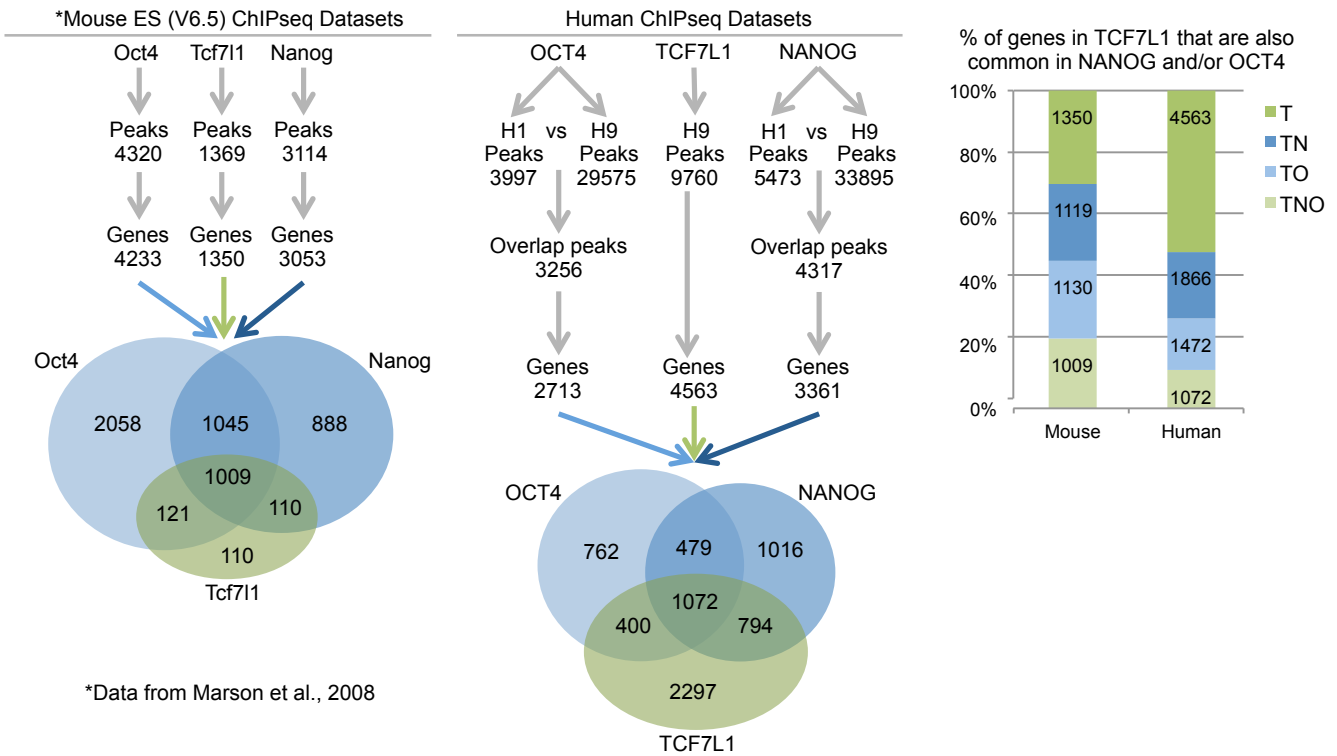 *Mouse ES (V6.5) ChIPseq Datasets
Oct4 Tcf7l1 Nanog
Peaks Peaks Peaks
4320 1369 3114
Genes Genes Genes
4233 1350 3053
Oct4
Nanog
2058 1045 888
1009
121 110
110
Tcf7l1
*Data from Marson et al., 2008
Human ChIPseq Datasets
OCT4 TCF7L1 NANOG
H1 vs H9 H9 H1 vs H9
Peaks Peaks Peaks Peaks Peaks
3997 29575 9760 5473 33895
Overlap peaks Overlap peaks
3256 4317
Genes Genes Genes
2713 4563 3361
OCT4 NANOG
762 479 1016
1072
400 794
2297
TCF7L1
% of genes in TCF7L1 that are also
common in NANOG and/or OCT4
100%
80%
60%
40%
20%
0%
1350 4563
1119
1866
1130
1472
1009
1072
Mouse Human
T
TN
TO
TNO